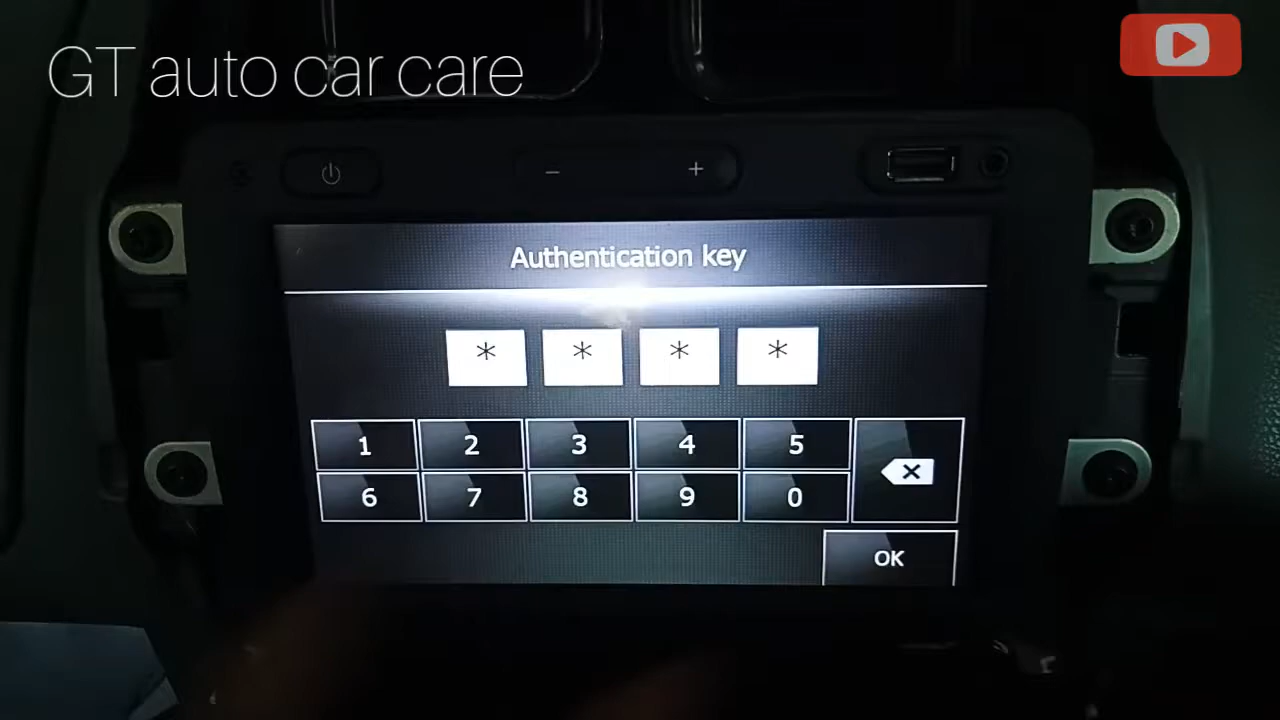 GT auto car care
− +
Authentication key
* * * *
1 2 3 4 5
6 7 8 9 0
OK